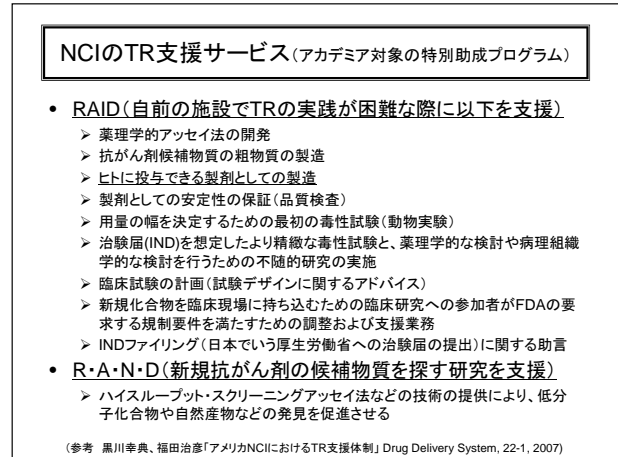 NCIのTR支援サービス(アカデミア対象の特別助成プログラム)
• RAID(自前の施設でTRの実践が困難な際に以下を支援)
➢ 薬理学的アッセイ法の開発
➢ 抗がん剤候補物質の粗物質の製造
➢ ヒトに投与できる製剤としての製造
➢ 製剤としての安定性の保証(品質検査)
➢ 用量の幅を決定するための最初の毒性試験(動物実験)
➢ 治験届(IND)を想定したより精緻な毒性試験と、薬理学的な検討や病理組織
学的な検討を行うための不随的研究の実施
➢ 臨床試験の計画(試験デザインに関するアドバイス)
➢ 新規化合物を臨床現場に持ち込むための臨床研究への参加者がFDAの要
求する規制要件を満たすための調整および支援業務
➢ INDファイリング(日本でいう厚生労働省への治験届の提出)に関する助言
• R・A・N・D(新規抗がん剤の候補物質を探す研究を支援)
➢ ハイスループット・スクリーニングアッセイ法などの技術の提供により、低分
子化合物や自然産物などの発見を促進させる
(参考 黒川幸典、福田治彦「アメリカNCIにおけるTR支援体制」 Drug Delivery System, 22-1, 2007)